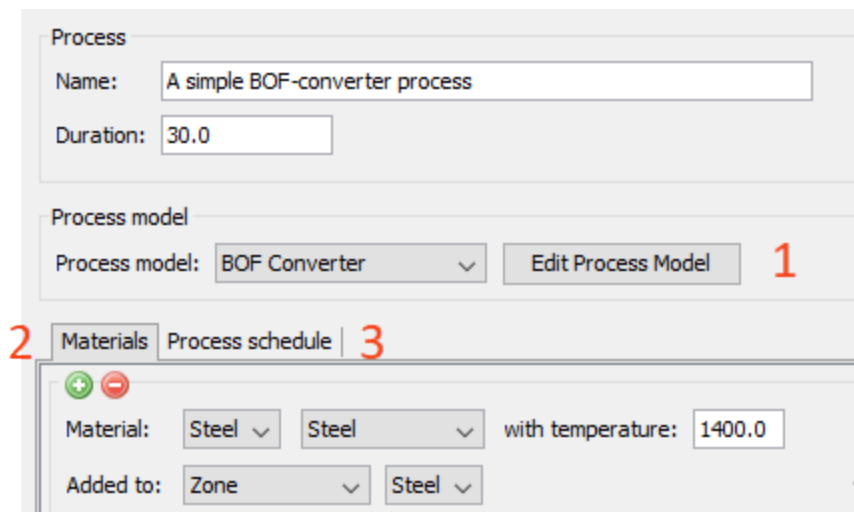 Process
Name: A simple BOF-converter process
Duration: 30.0
Process model
Process model: BOF Converter Edit Process Model 1
2 Materials Process schedule 3
Material: Steel Steel with temperature: 1400.0
Added to: Zone Steel